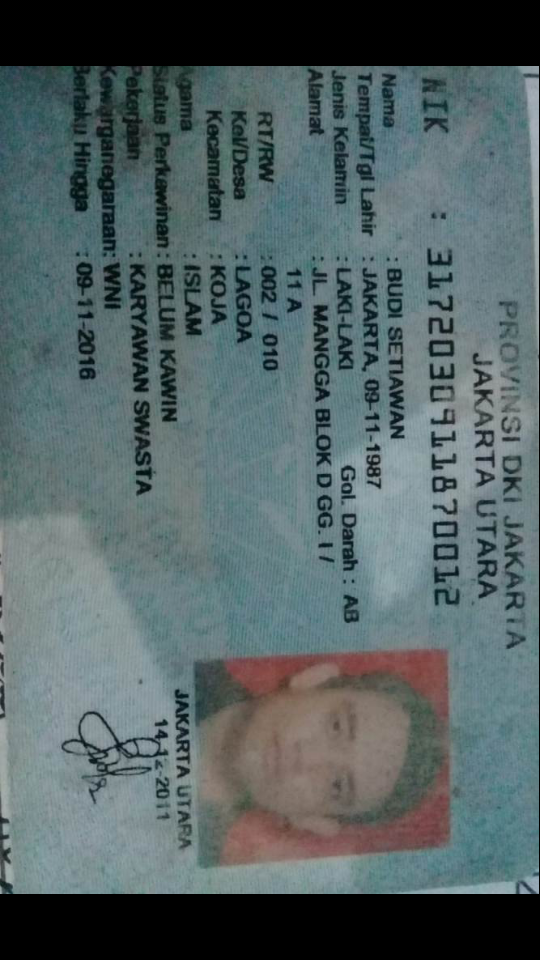 PROVINSI DKI JAKARTA
JAKARTA UTARA
NIK : 3172030911870012
Nama : BUDI SETIAWAN
Tempat/Tgl Lahir : JAKARTA, 09-11-1987
Jenis Kelamin : LAKI-LAKI Gol. Darah : AB
Alamat : JL. MANGGA BLOK D GG. I /
11 A
RT/RW : 002 / 010
Kel/Desa : LAGOA
Kecamatan : KOJA
Agama : ISLAM
Status Perkawinan : BELUM KAWIN
Pekerjaan : KARYAWAN SWASTA
Kewarganegaraan: WNI
Berlaku Hingga : 09-11-2016
JAKARTA UTARA
14-12-2011